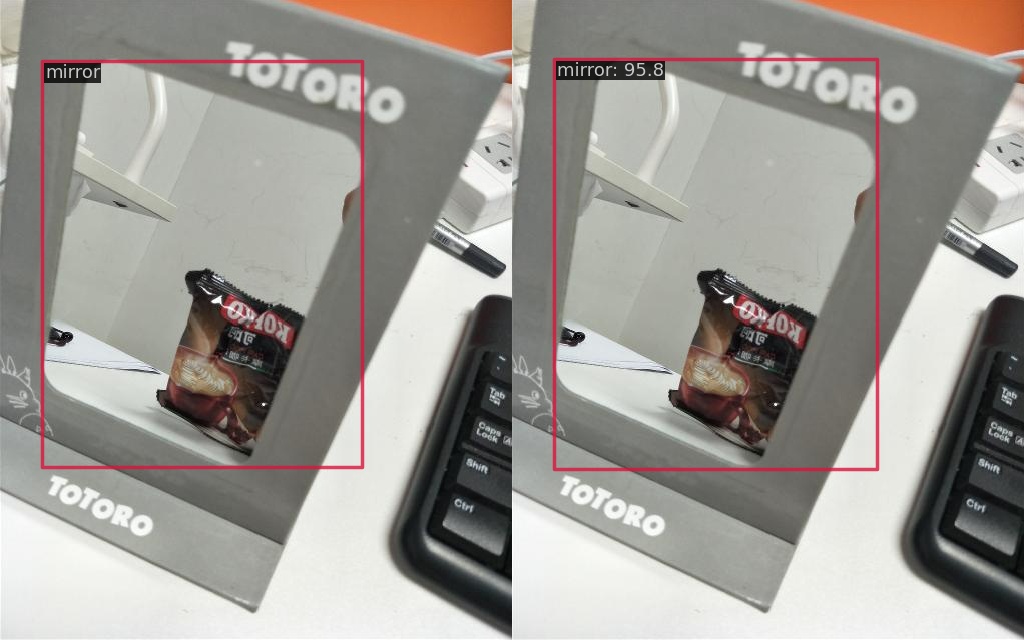 mirror
TOTORO
TOTORO
Tab
Caps
Lock
A
Shift
Ctrl
mirror: 95.8
TOTORO
TOTORO
Tab
Caps
Lock
Shift
Ctrl